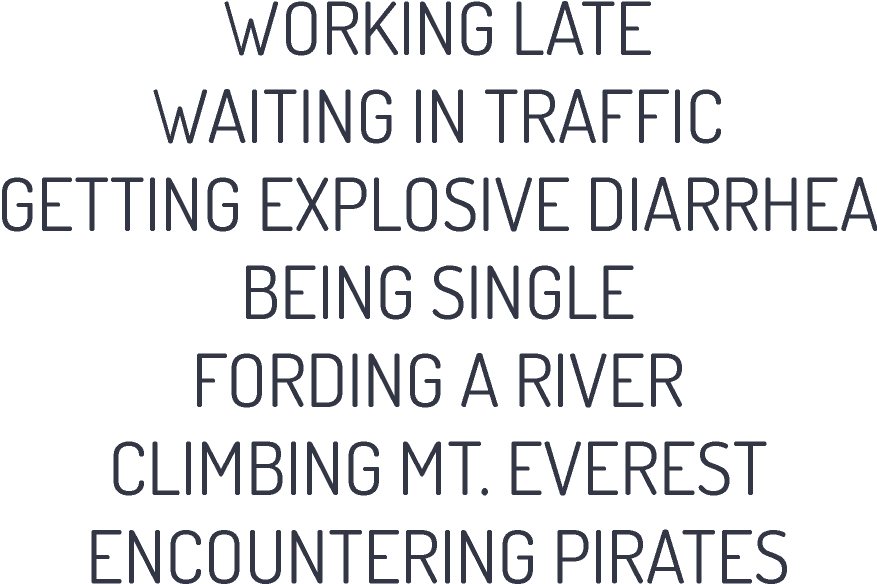 WORKING LATE
WAITING IN TRAFFIC
GETTING EXPLOSIVE DIARRHEA
BEING SINGLE
FORDING A RIVER
CLIMBING MT. EVEREST
ENCOUNTERING PIRATES